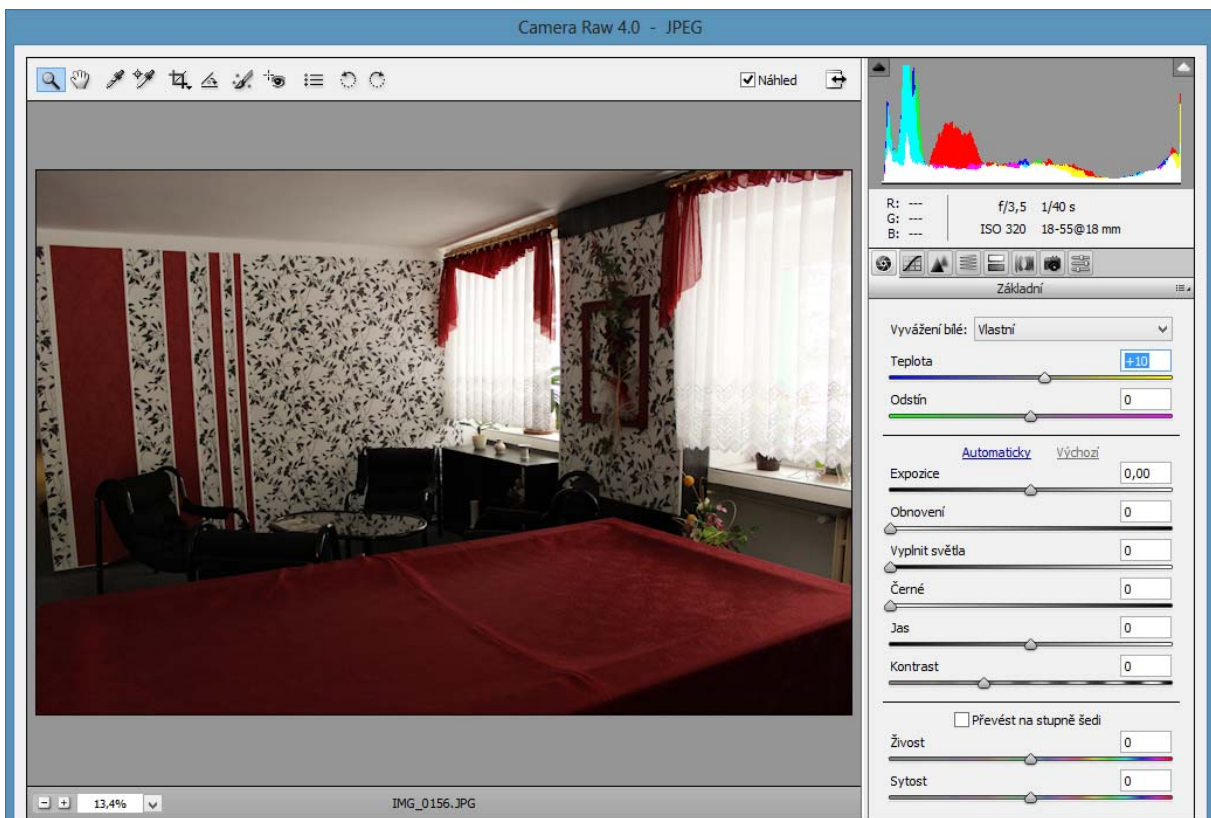 Camera Raw 4.0 - JPEG
Náhled
R: ---
G: ---
B: ---
f/3,5 1/40 s
ISO 320 18-55@18 mm
Základní
Vyvážení bílé: Vlastní
Teplota +10
Odstín 0
Automaticky Výchozí
Expozice 0,00
Obnovení 0
Vyplnit světla 0
Černé 0
Jas 0
Kontrast 0
Převést na stupně šedi
Živost 0
Sytost 0
- + 13,4% IMG_0156.JPG